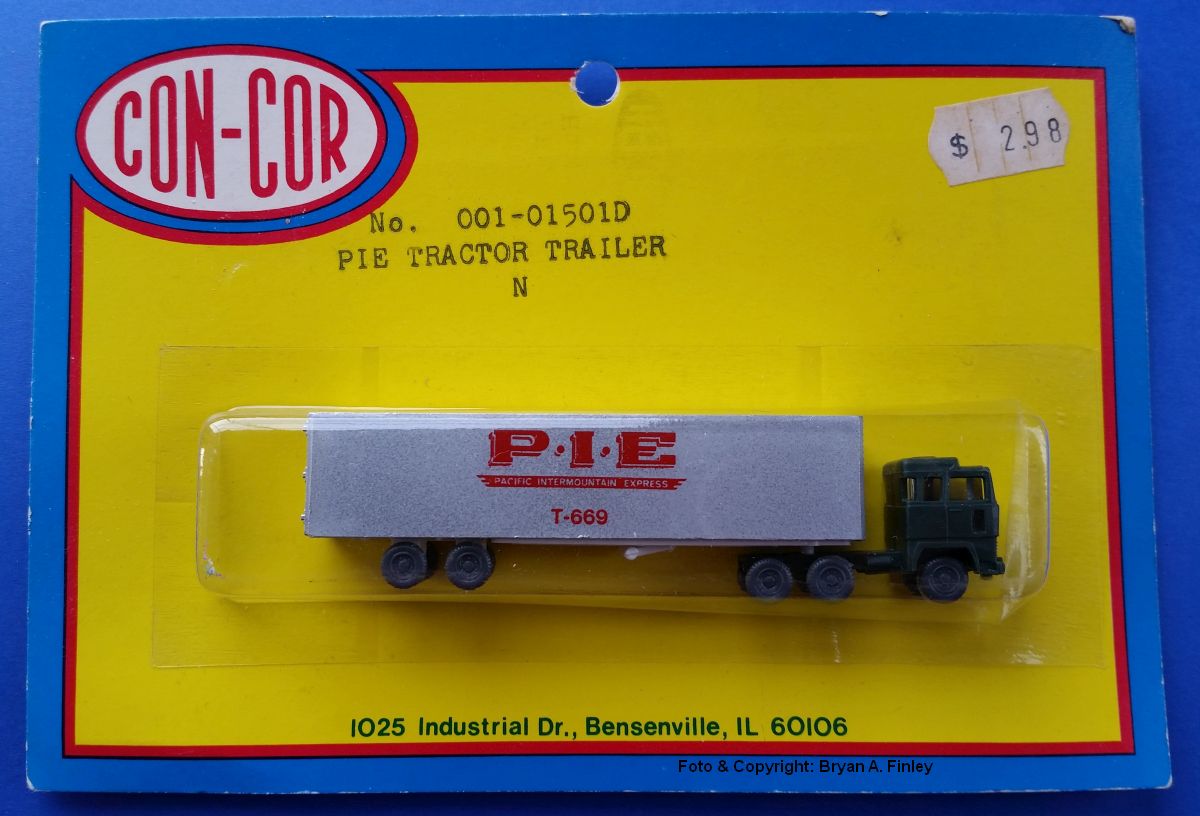 CON-COR
$ 2.98
No. 001-01501D
PIE TRACTOR TRAILER
N
P·I·E
PACIFIC INTERMOUNTAIN EXPRESS
T-669
1025 Industrial Dr., Bensenville, IL 60106
Foto & Copyright: Bryan A. Finley